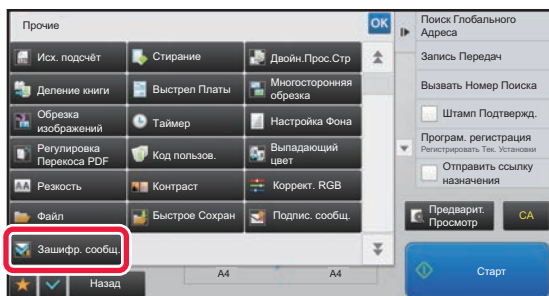 Прочие
OK
Исх. подсчёт
Стирание
Двойн.Прос.Стр
Деление книги
Выстрел Платы
Многосторонняя
обрезка
Обрезка
изображений
Таймер
Настройка Фона
Регулировка
Перекоса PDF
Код пользов.
Выпадающий
цвет
AA
Резкость
Контраст
Коррект. RGB
Файл
Быстрое Сохран
Подпис. сообщ.
Зашифр. сообщ.
Назад
A4
A4
Поиск Глобального
Адреса
Запись Передач
Вызвать Номер Поиска
Штамп Подтвержд.
Програм. регистрация
Регистрировать Тек. Установки
Отправить ссылку
назначения
Предварит.
Просмотр
CA
Старт